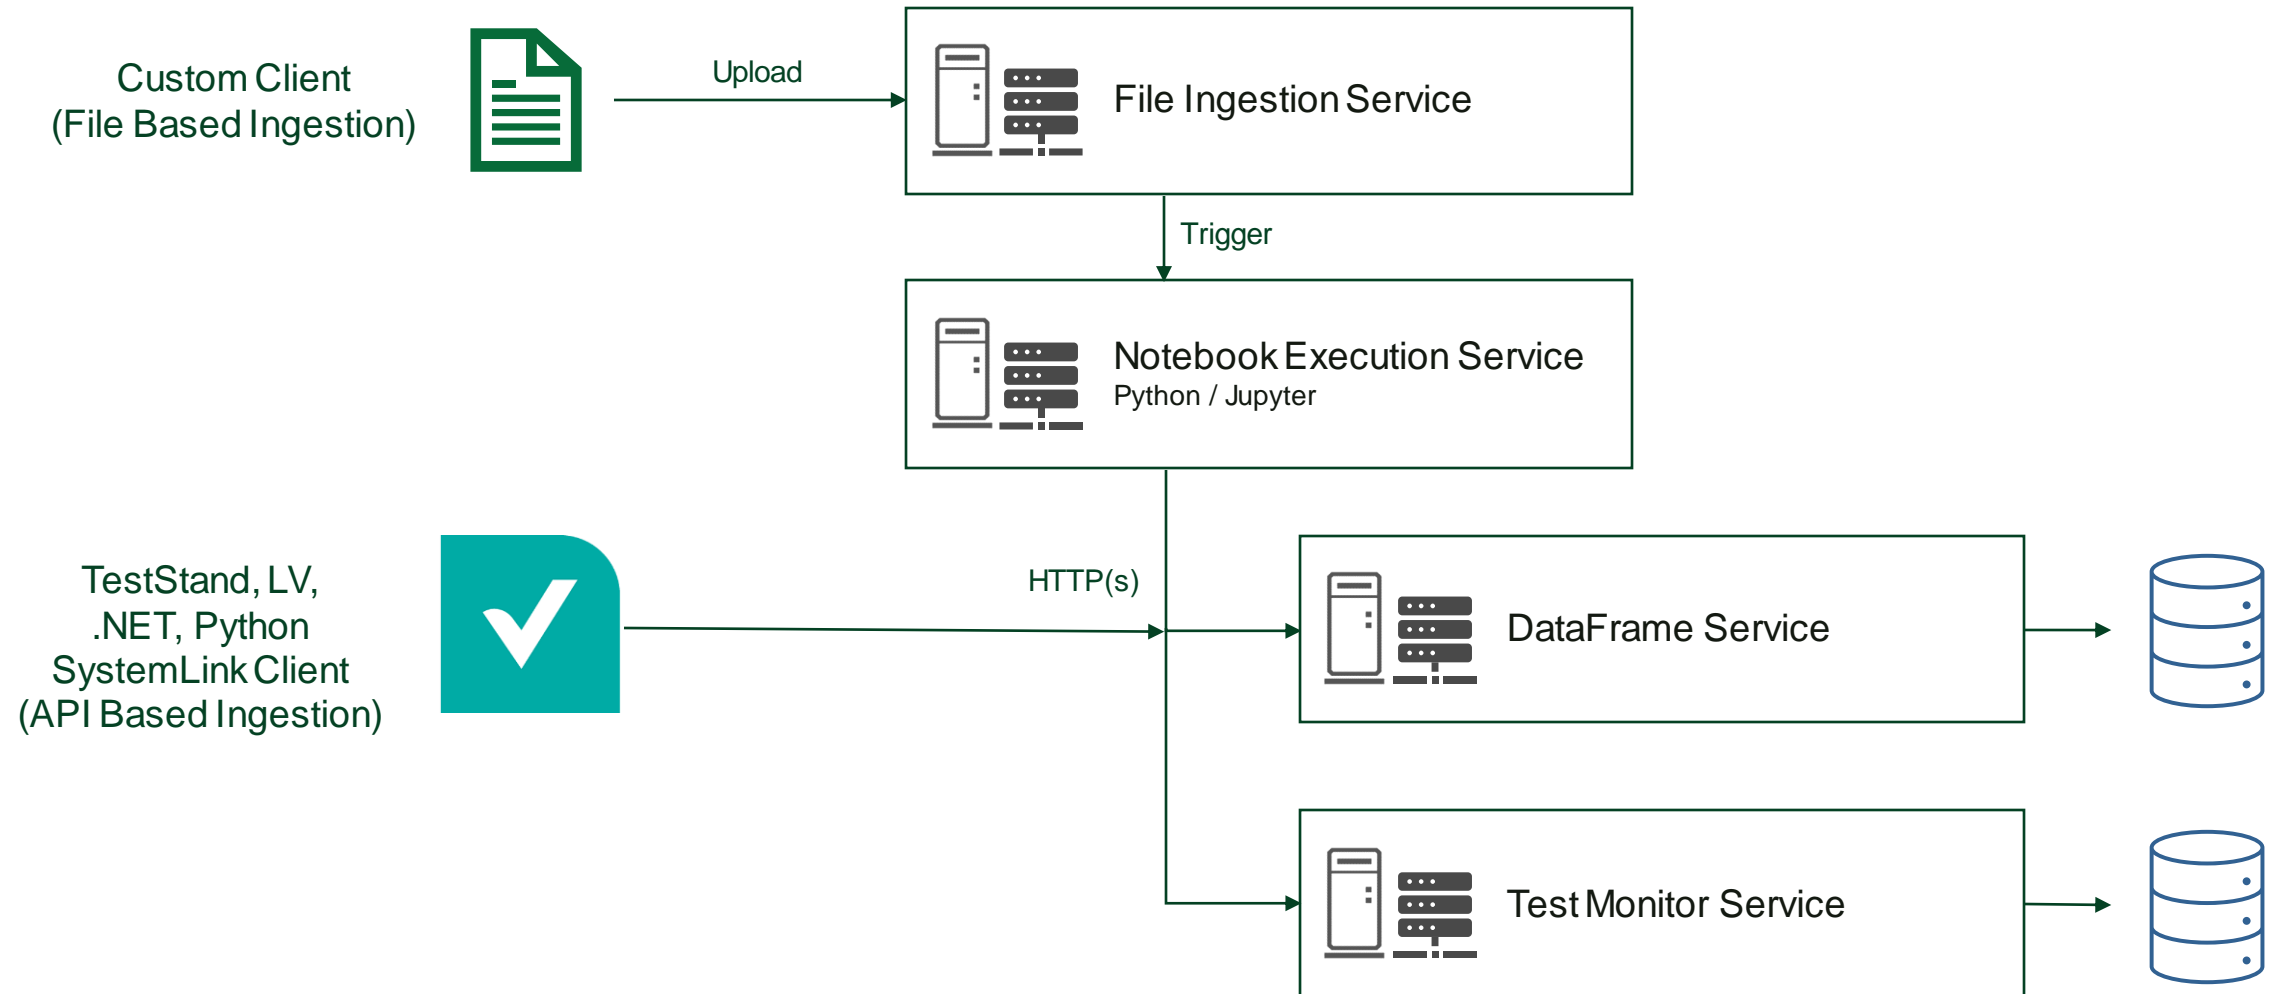 Custom Client
(File Based Ingestion)
Upload
File Ingestion Service
Trigger
Notebook Execution Service
Python / Jupyter
TestStand, LV,
.NET, Python
SystemLink Client
(API Based Ingestion)
HTTP(s)
DataFrame Service
Test Monitor Service